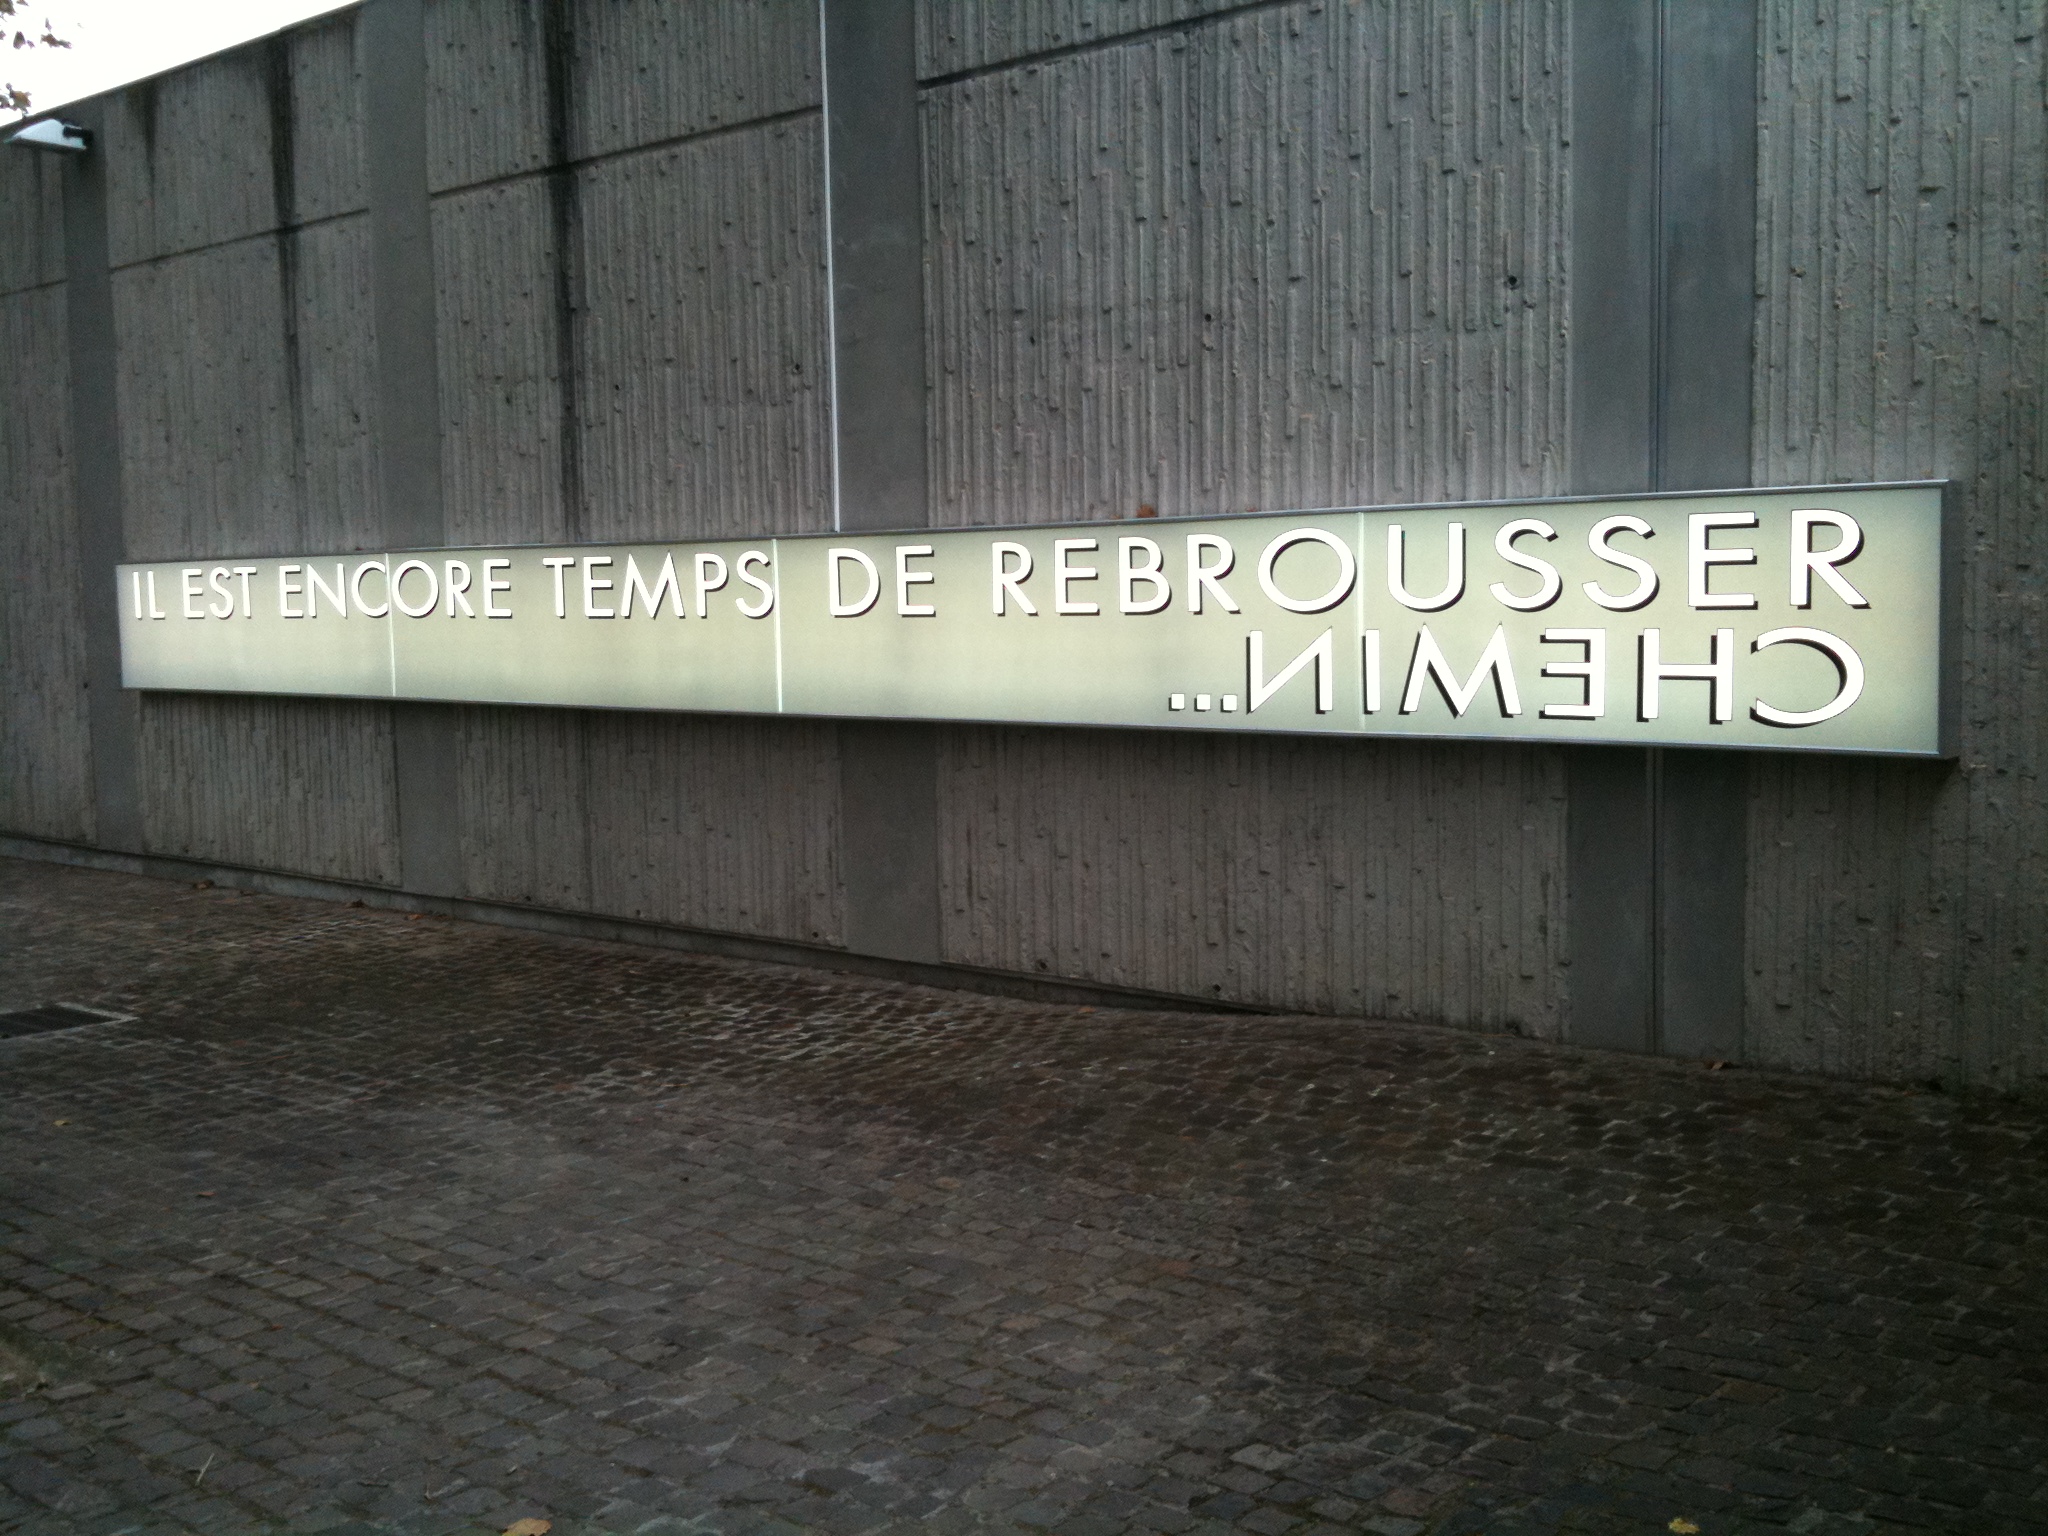 IL EST ENCORE TEMPS DE REBROUSSER
CHEMIN...